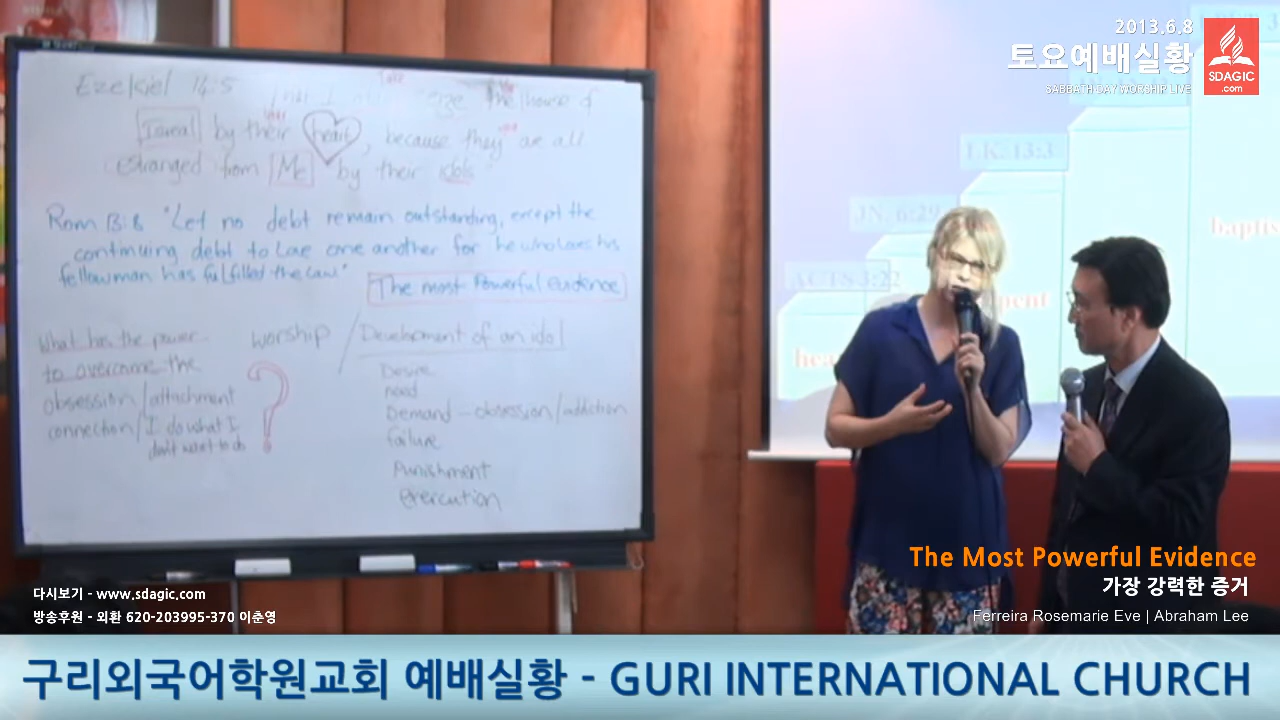 2013.6.8
토요예배실황
SABBATH DAY WORSHIP LIVE
SDAGIC
.com
Ezekiel 14:5
the house of
Israel by their heart, because they are all
estranged from Me by their idols
Rom 13:8 "Let no debt remain outstanding, except the
continuing debt to Love one another for he who loves his
fellowman has fulfilled the law."
The most Powerful evidence
What has the power
to overcome the
obsession/attachment
connection/I do what I
don't want to do
?
worship / Development of an idol
Desire
need
Demand - obsession/addiction
failure
Punishment
ACTS 3:22
JN. 6:29
1 K. 13:3
The Most Powerful Evidence
가장 강력한 증거
Ferreira Rosemarie Eve | Abraham Lee
다시보기 - www.sdagic.com
방송후원 - 외환 620-203995-370 이춘영
구리외국어학원교회 예배실황 - GURI INTERNATIONAL CHURCH